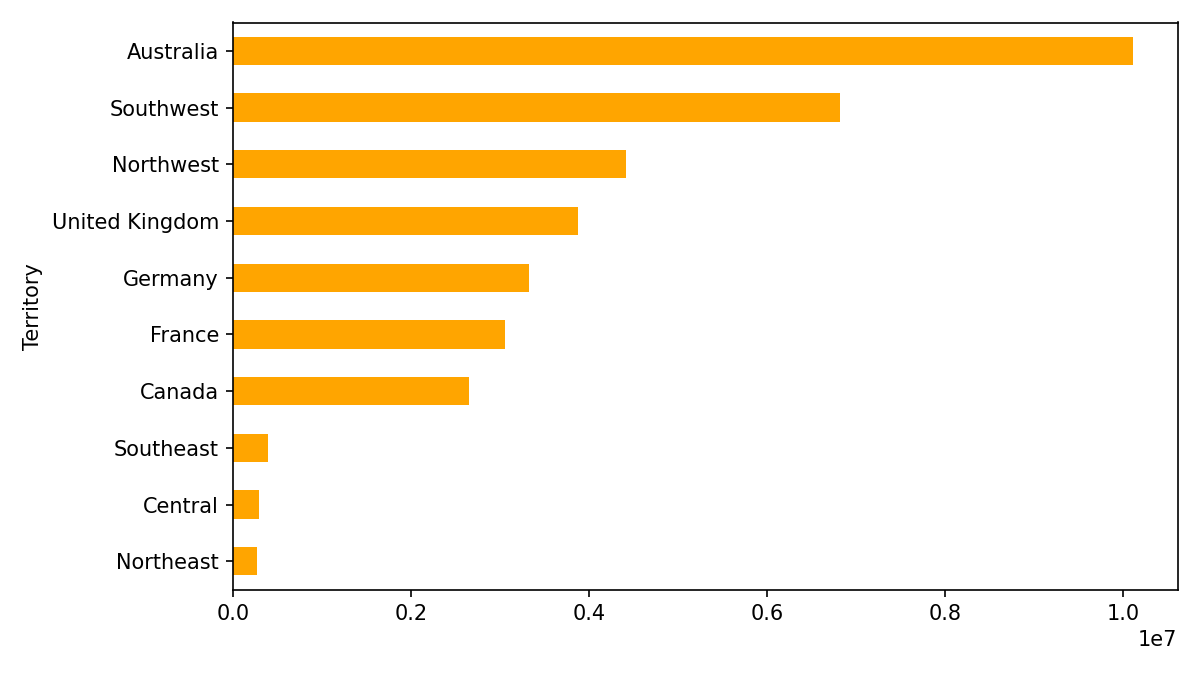 Australia
Southwest
Northwest
United Kingdom
Germany
France
Canada
Southeast
Central
Northeast
Territory
0.0 0.2 0.4 0.6 0.8 1.0
1e7